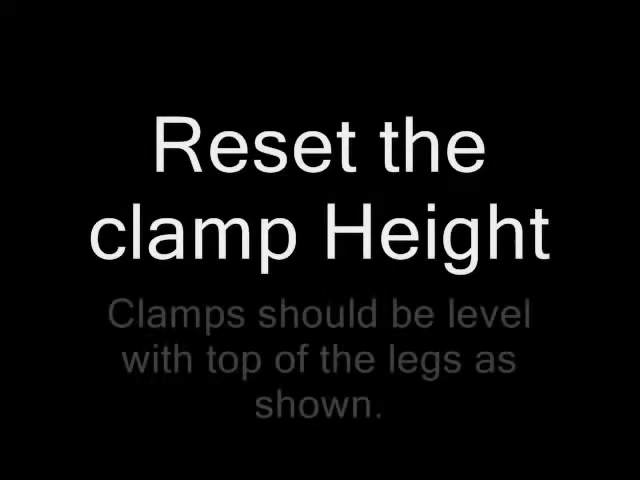 Reset the
clamp Height
Clamps should be level
with top of the legs as
shown.